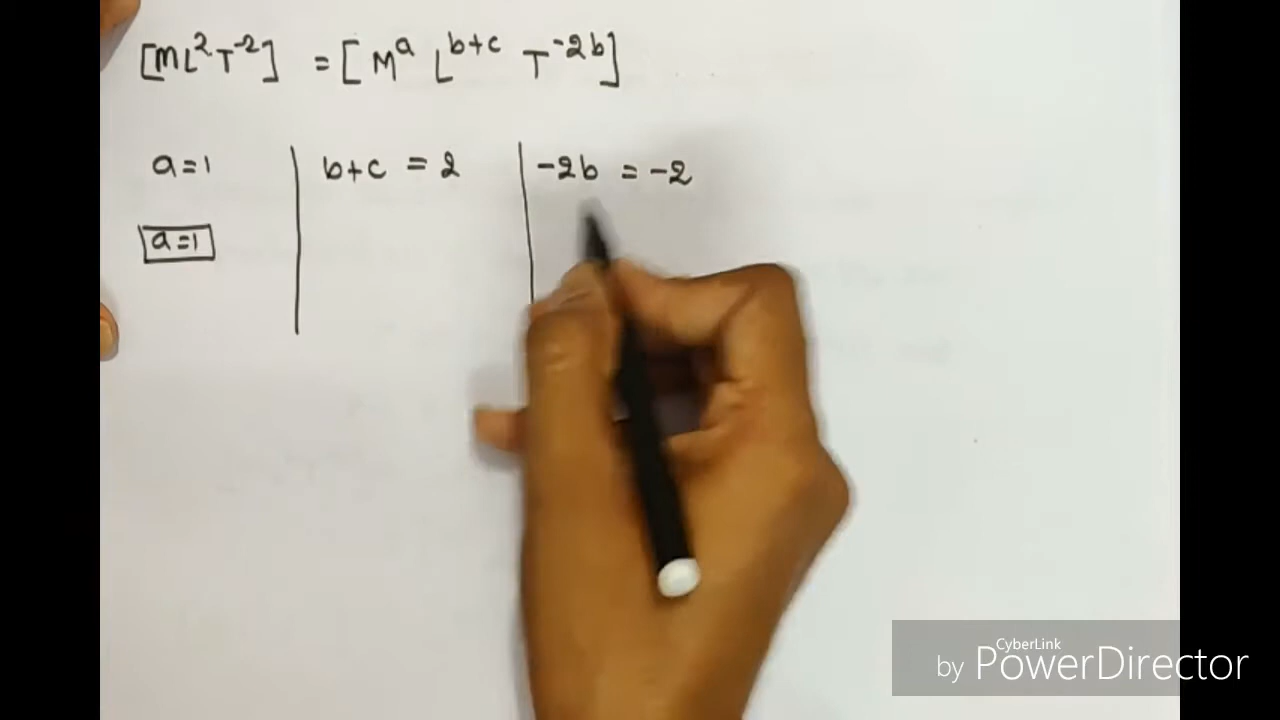 [ML²T⁻²] = [Mᵃ Lᵇ⁺ᶜ T⁻²ᵇ]
a=1 | b+c = 2 | -2b = -2
a=1
CyberLink
by PowerDirector